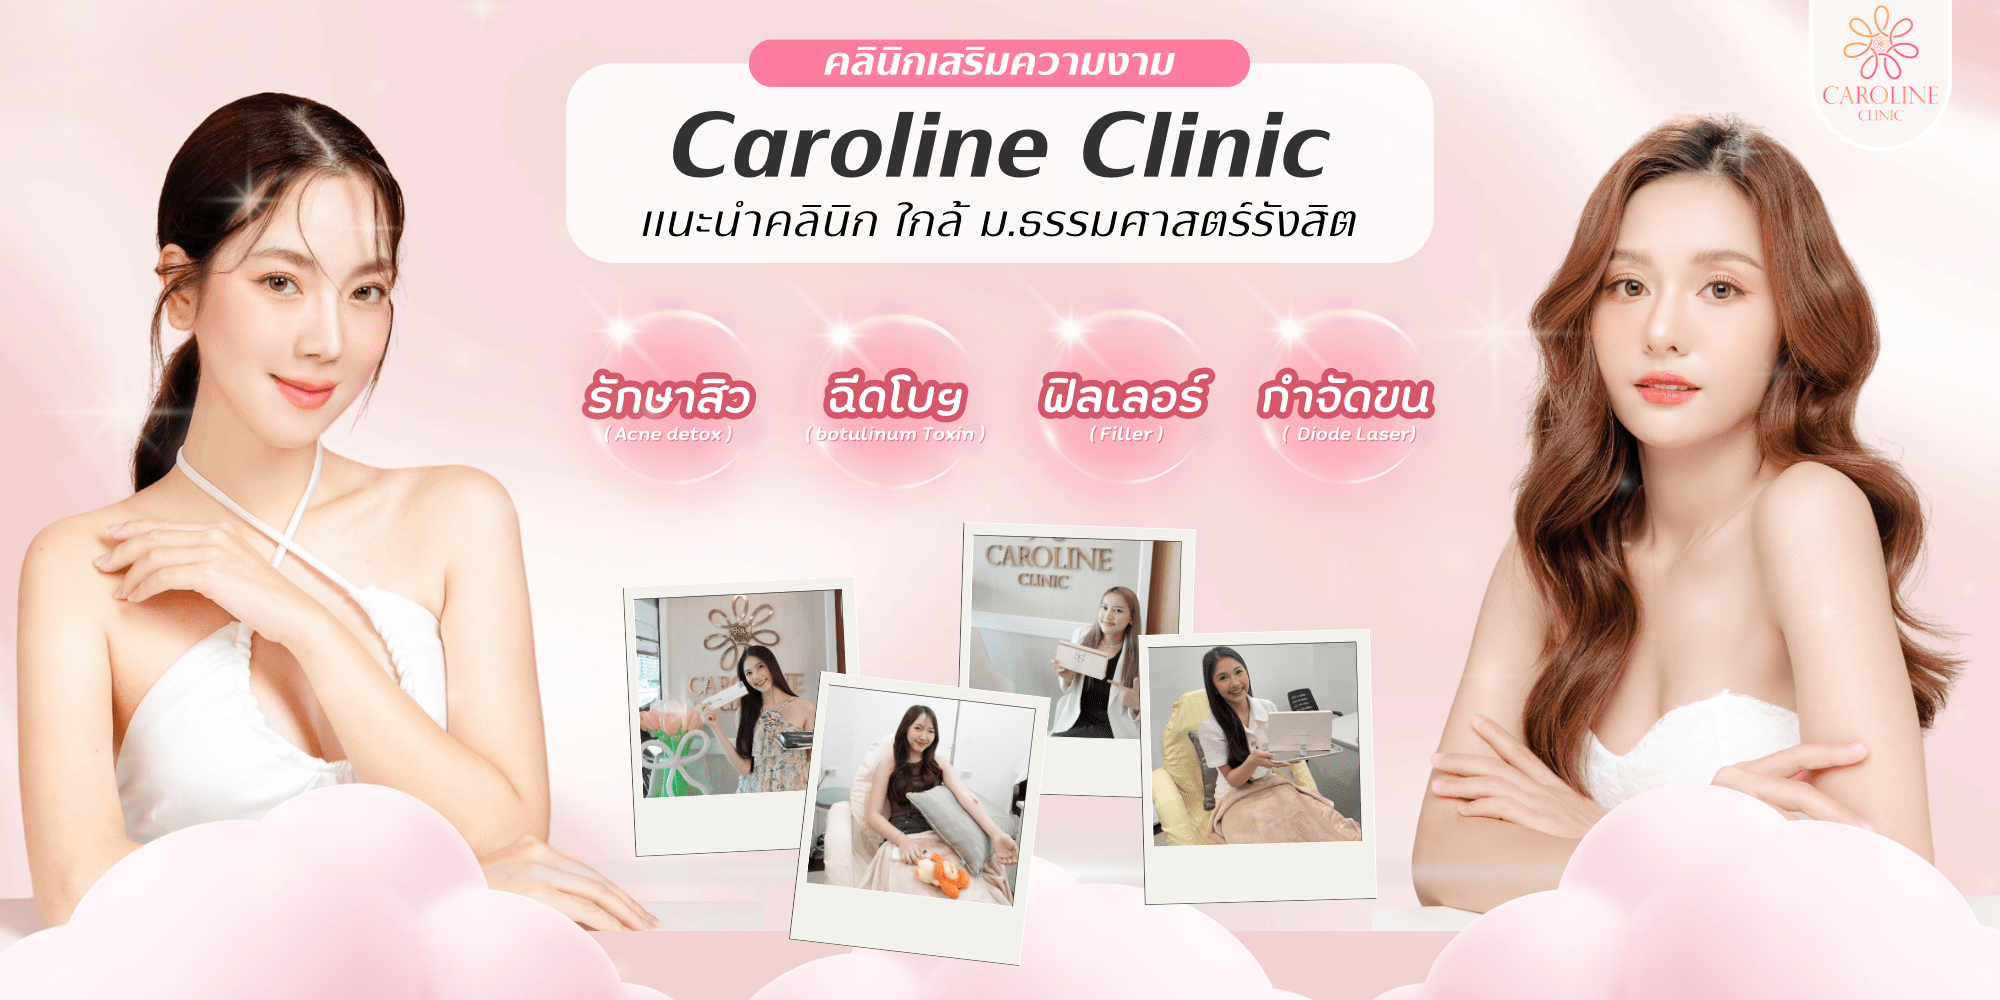 คลินิกเสริมความงาม
Caroline Clinic
แนะนำคลินิก ใกล้ ม.ธรรมศาสตร์รังสิต
CAROLINE
CLINIC
รักษาสิว
( Acne detox )
ฉีดโบฯ
( botulinum Toxin )
ฟิลเลอร์
( Filler )
กำจัดขน
( Diode Laser)
CAROLINE
CLINIC
CAROLINE